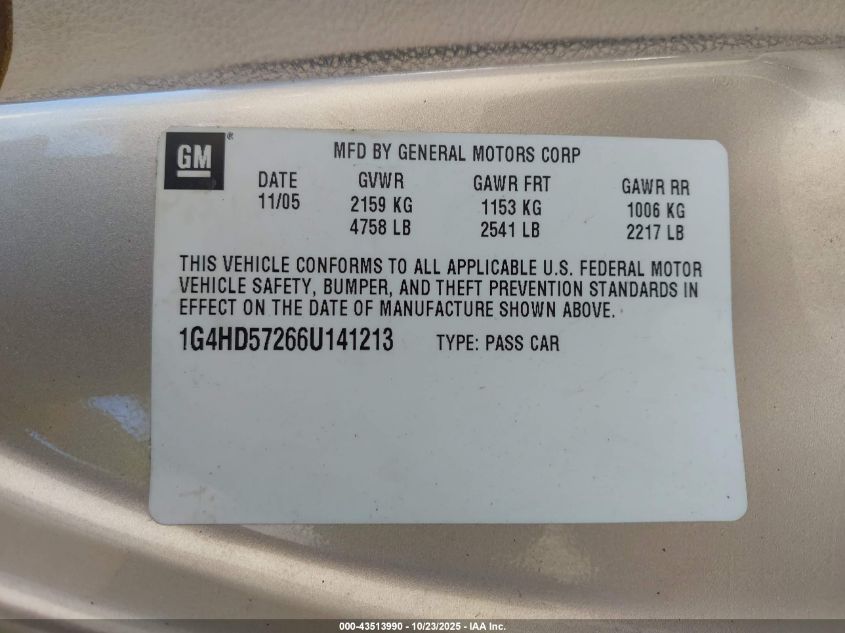 GM®
MFD BY GENERAL MOTORS CORP
DATE GVWR GAWR FRT GAWR RR
11/05 2159 KG 1153 KG 1006 KG
4758 LB 2541 LB 2217 LB
THIS VEHICLE CONFORMS TO ALL APPLICABLE U.S. FEDERAL MOTOR
VEHICLE SAFETY, BUMPER, AND THEFT PREVENTION STANDARDS IN
EFFECT ON THE DATE OF MANUFACTURE SHOWN ABOVE.
1G4HD57266U141213 TYPE: PASS CAR
000-43513990 | 10/23/2025 - IAA Inc.